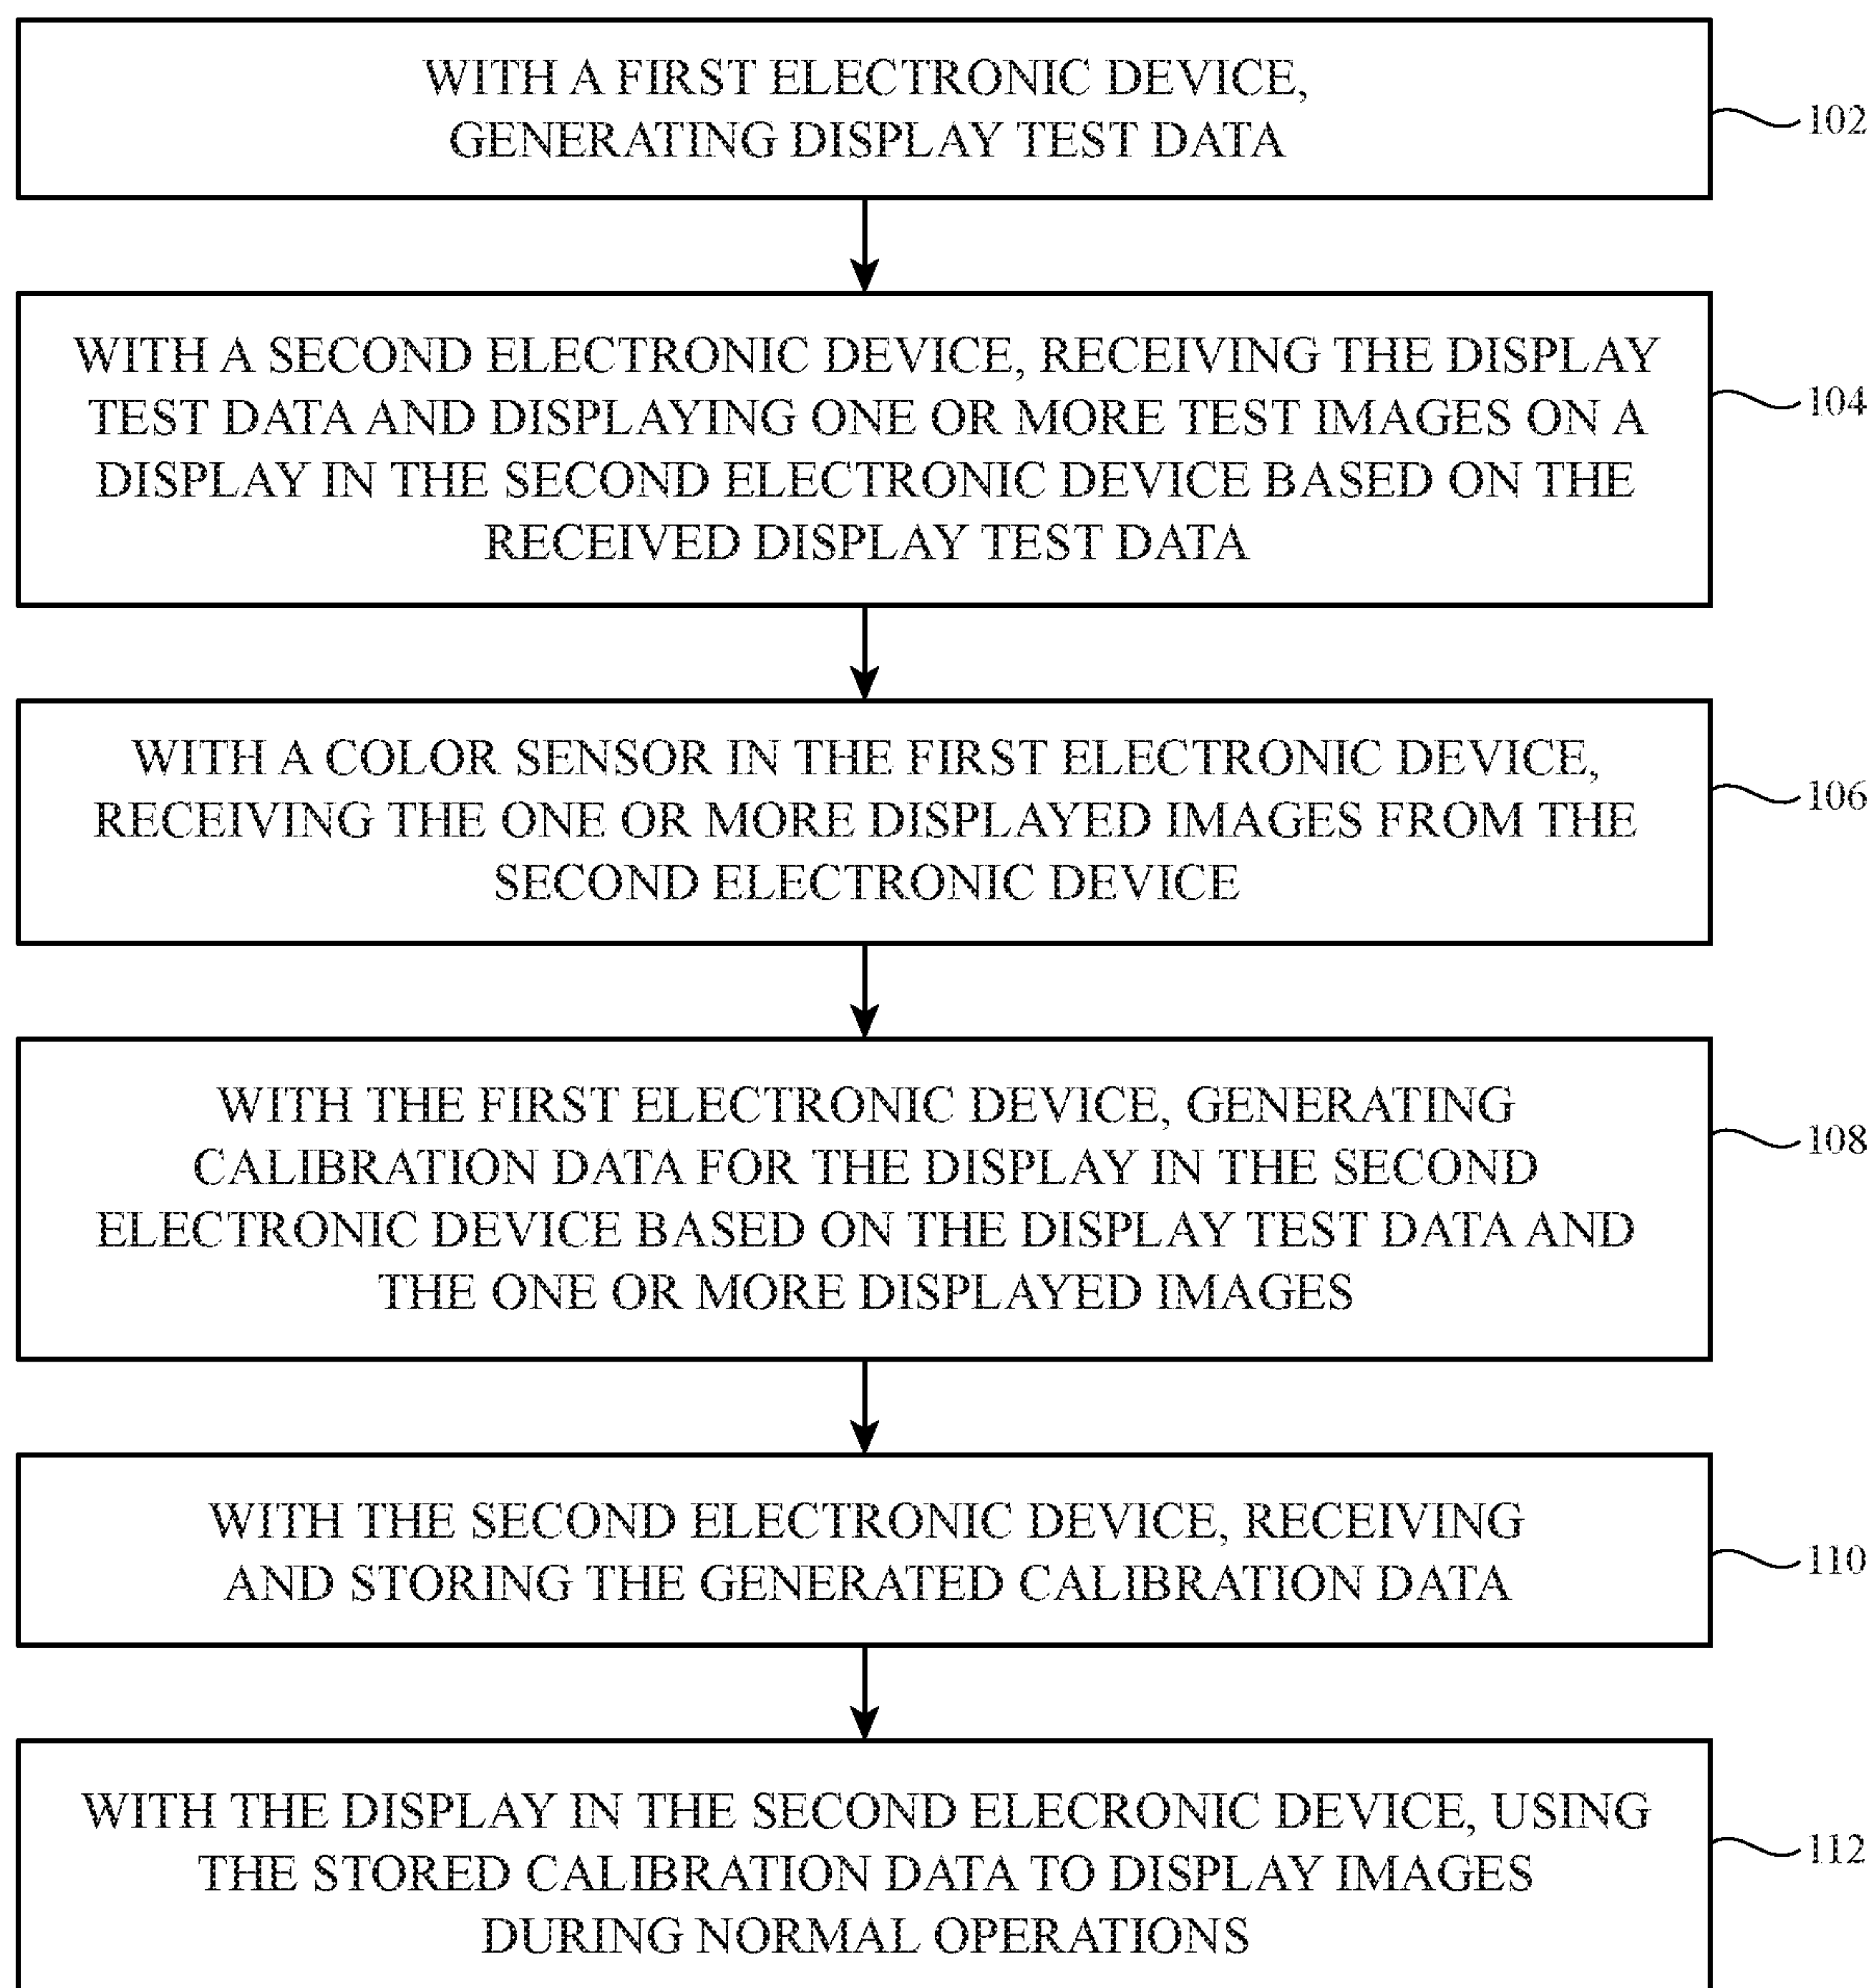 WITH A FIRST ELECTRONIC DEVICE,
GENERATING DISPLAY TEST DATA
102
WITH A SECOND ELECTRONIC DEVICE, RECEIVING THE DISPLAY
TEST DATA AND DISPLAYING ONE OR MORE TEST IMAGES ON A
DISPLAY IN THE SECOND ELECTRONIC DEVICE BASED ON THE
RECEIVED DISPLAY TEST DATA
104
WITH A COLOR SENSOR IN THE FIRST ELECTRONIC DEVICE,
RECEIVING THE ONE OR MORE DISPLAYED IMAGES FROM THE
SECOND ELECTRONIC DEVICE
106
WITH THE FIRST ELECTRONIC DEVICE, GENERATING
CALIBRATION DATA FOR THE DISPLAY IN THE SECOND
ELECTRONIC DEVICE BASED ON THE DISPLAY TEST DATA AND
THE ONE OR MORE DISPLAYED IMAGES
108
WITH THE SECOND ELECTRONIC DEVICE, RECEIVING
AND STORING THE GENERATED CALIBRATION DATA
110
WITH THE DISPLAY IN THE SECOND ELECRONIC DEVICE, USING
THE STORED CALIBRATION DATA TO DISPLAY IMAGES
DURING NORMAL OPERATIONS
112